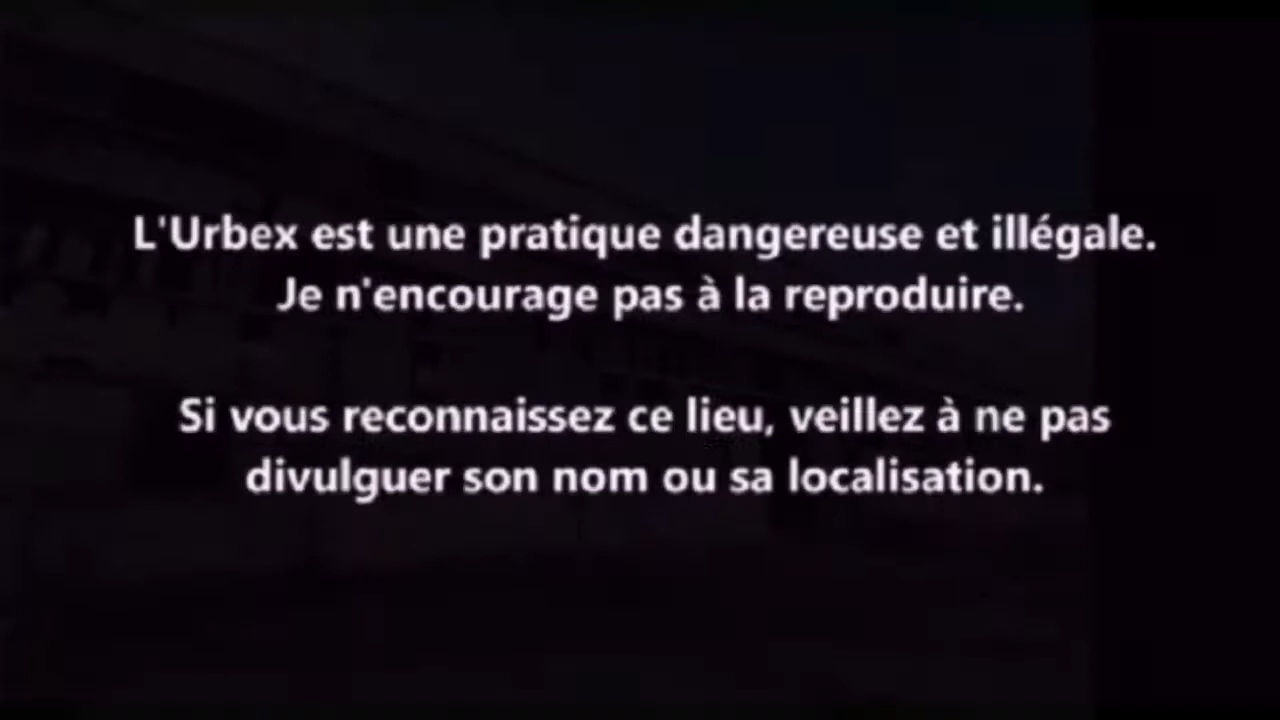 L'Urbex est une pratique dangereuse et illégale.
Je n'encourage pas à la reproduire.
Si vous reconnaissez ce lieu, veillez à ne pas
divulguer son nom ou sa localisation.